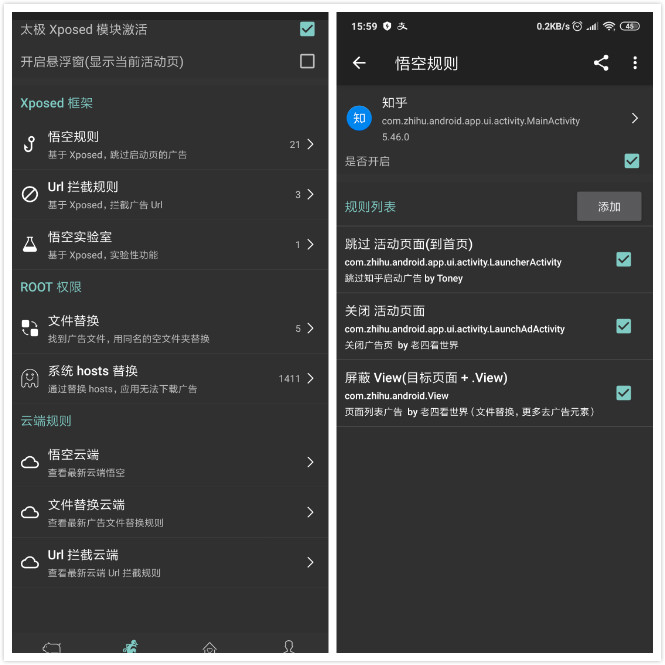 太极 Xposed 模块激活
开启悬浮窗(显示当前活动页)
Xposed 框架
悟空规则
21
基于 Xposed，跳过启动页的广告
Url 拦截规则
3
基于 Xposed，拦截广告 Url
悟空实验室
1
基于 Xposed，实验性功能
ROOT 权限
文件替换
5
找到广告文件，用同名的空文件夹替换
系统 hosts 替换
1411
通过替换 hosts，应用无法下载广告
云端规则
悟空云端
查看最新云端悟空
文件替换云端
查看最新广告文件替换规则
Url 拦截云端
查看最新云端 Url 拦截规则
15:59
0.2KB/s
45
悟空规则
知
知乎
com.zhihu.android.app.ui.activity.MainActivity
5.46.0
是否开启
规则列表
添加
跳过 活动页面(到首页)
com.zhihu.android.app.ui.activity.LauncherActivity
跳过知乎启动广告 by Toney
关闭 活动页面
com.zhihu.android.app.ui.activity.LaunchAdActivity
关闭广告页 by 老四看世界
屏蔽 View(目标页面 + .View)
com.zhihu.android.View
页面列表广告 by 老四看世界（文件替换，更多去广告元素）